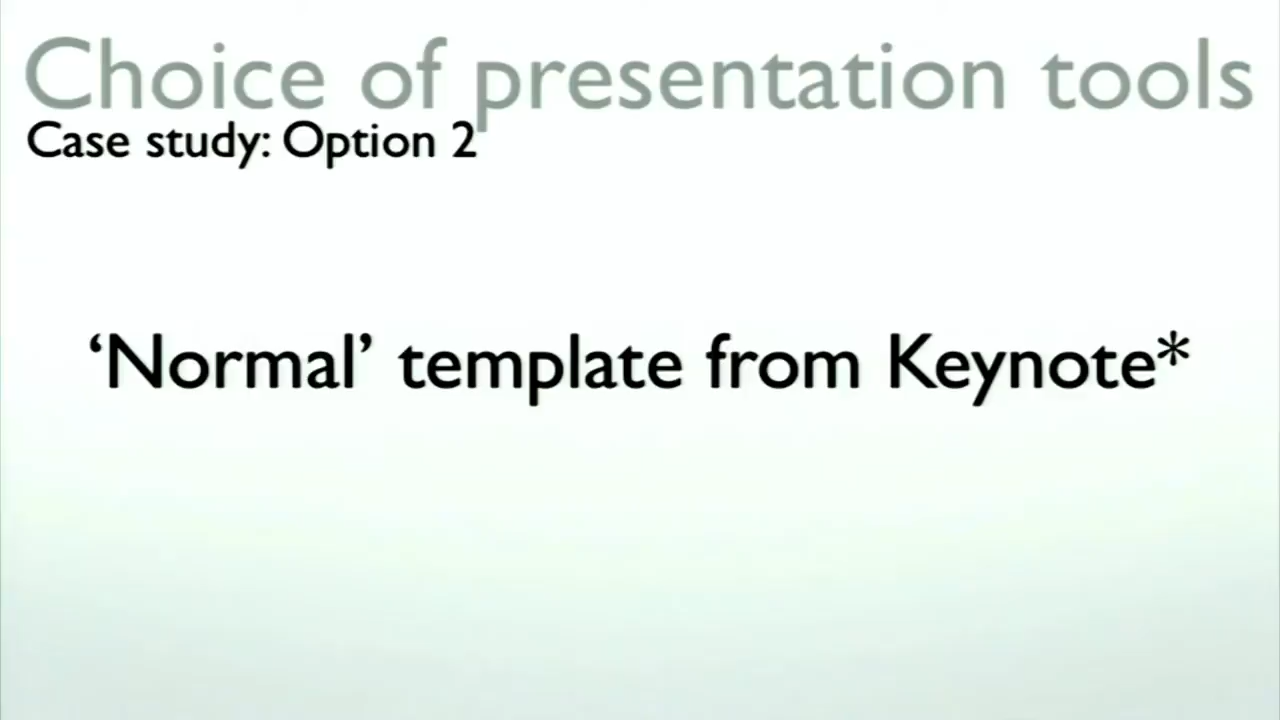 Choice of presentation tools
Case study: Option 2
‘Normal’ template from Keynote*